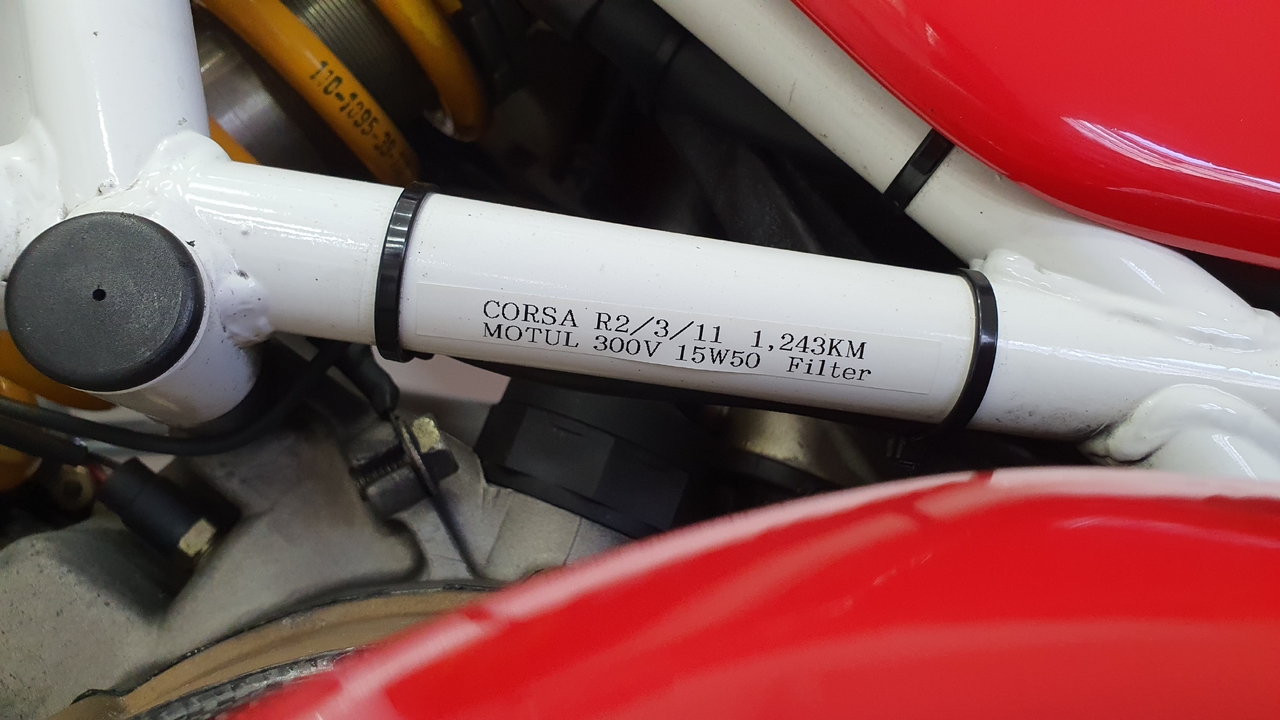 CORSA R2/3/11 1,243KM
MOTUL 300V 15W50 Filter